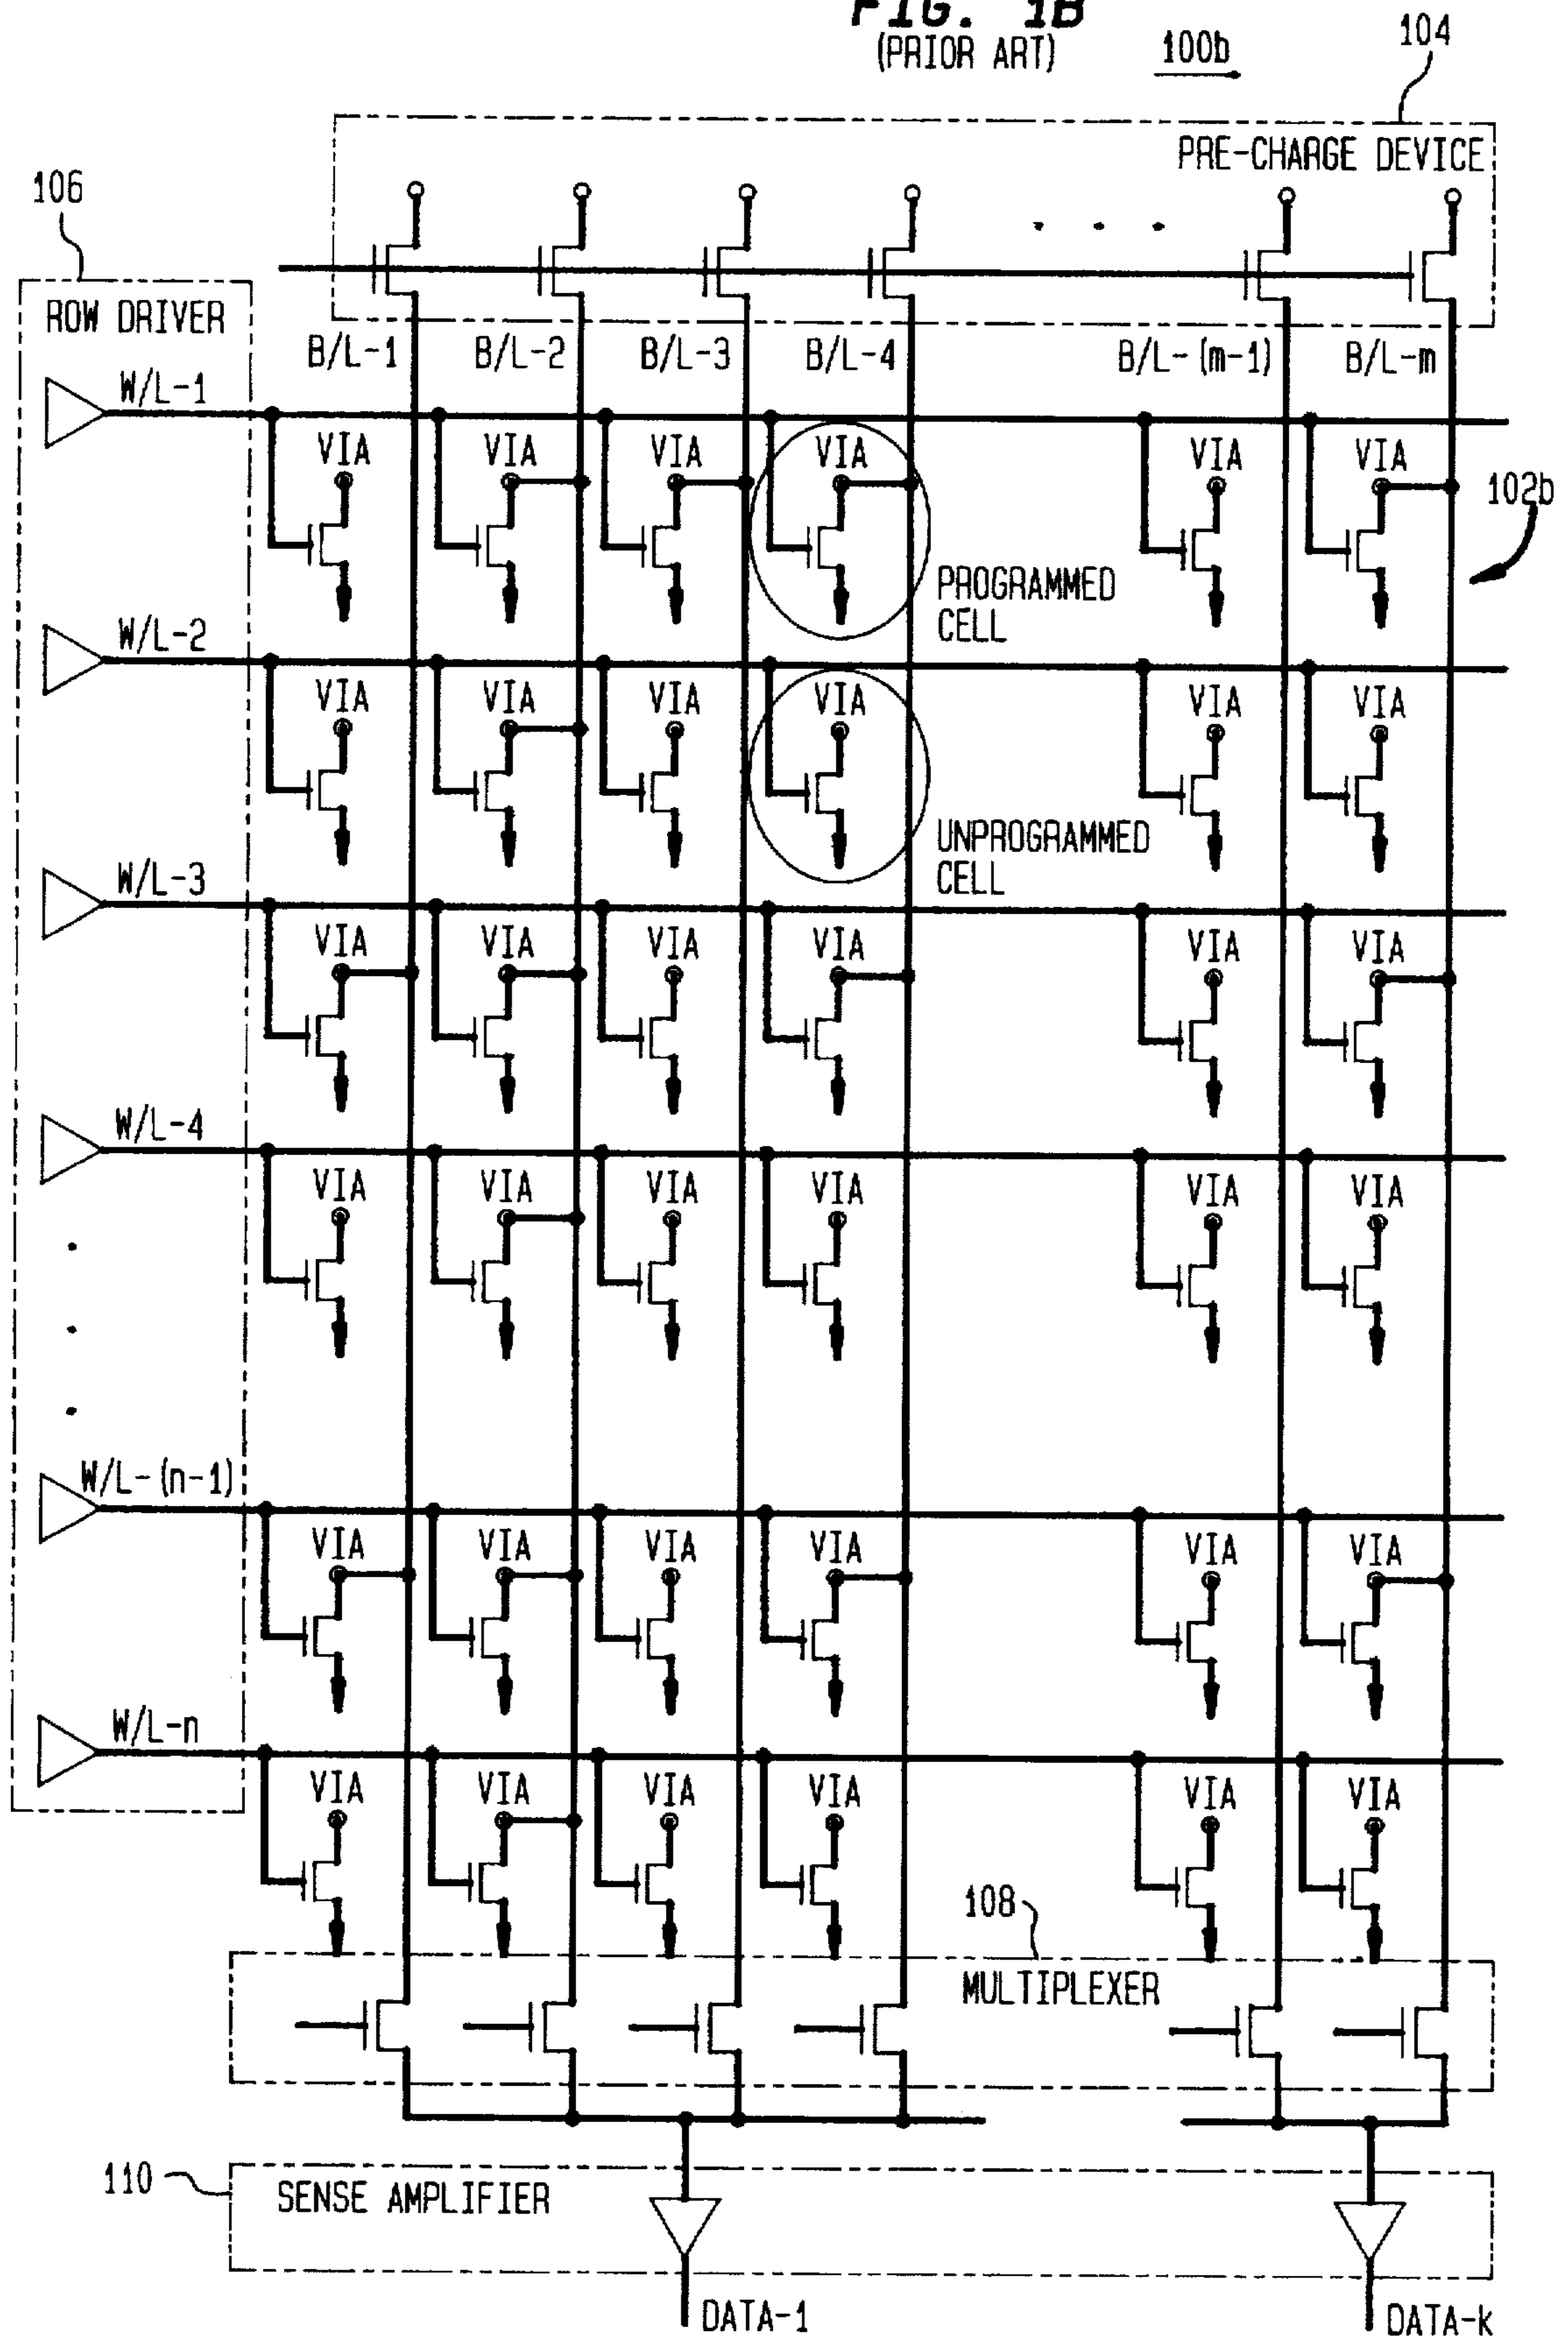 FIG. 1B
(PRIOR ART)
100b
104
PRE-CHARGE DEVICE
106
ROW DRIVER
B/L-1 B/L-2 B/L-3 B/L-4 B/L-(m-1) B/L-m
W/L-1
VIA VIA VIA VIA VIA VIA
102b
PROGRAMMED
CELL
W/L-2
VIA VIA VIA VIA VIA VIA
UNPROGRAMMED
CELL
W/L-3
VIA VIA VIA VIA VIA VIA
W/L-4
VIA VIA VIA VIA VIA VIA
W/L-(n-1)
VIA VIA VIA VIA VIA VIA
W/L-n
VIA VIA VIA VIA VIA VIA
108
MULTIPLEXER
110
SENSE AMPLIFIER
DATA-1 DATA-k